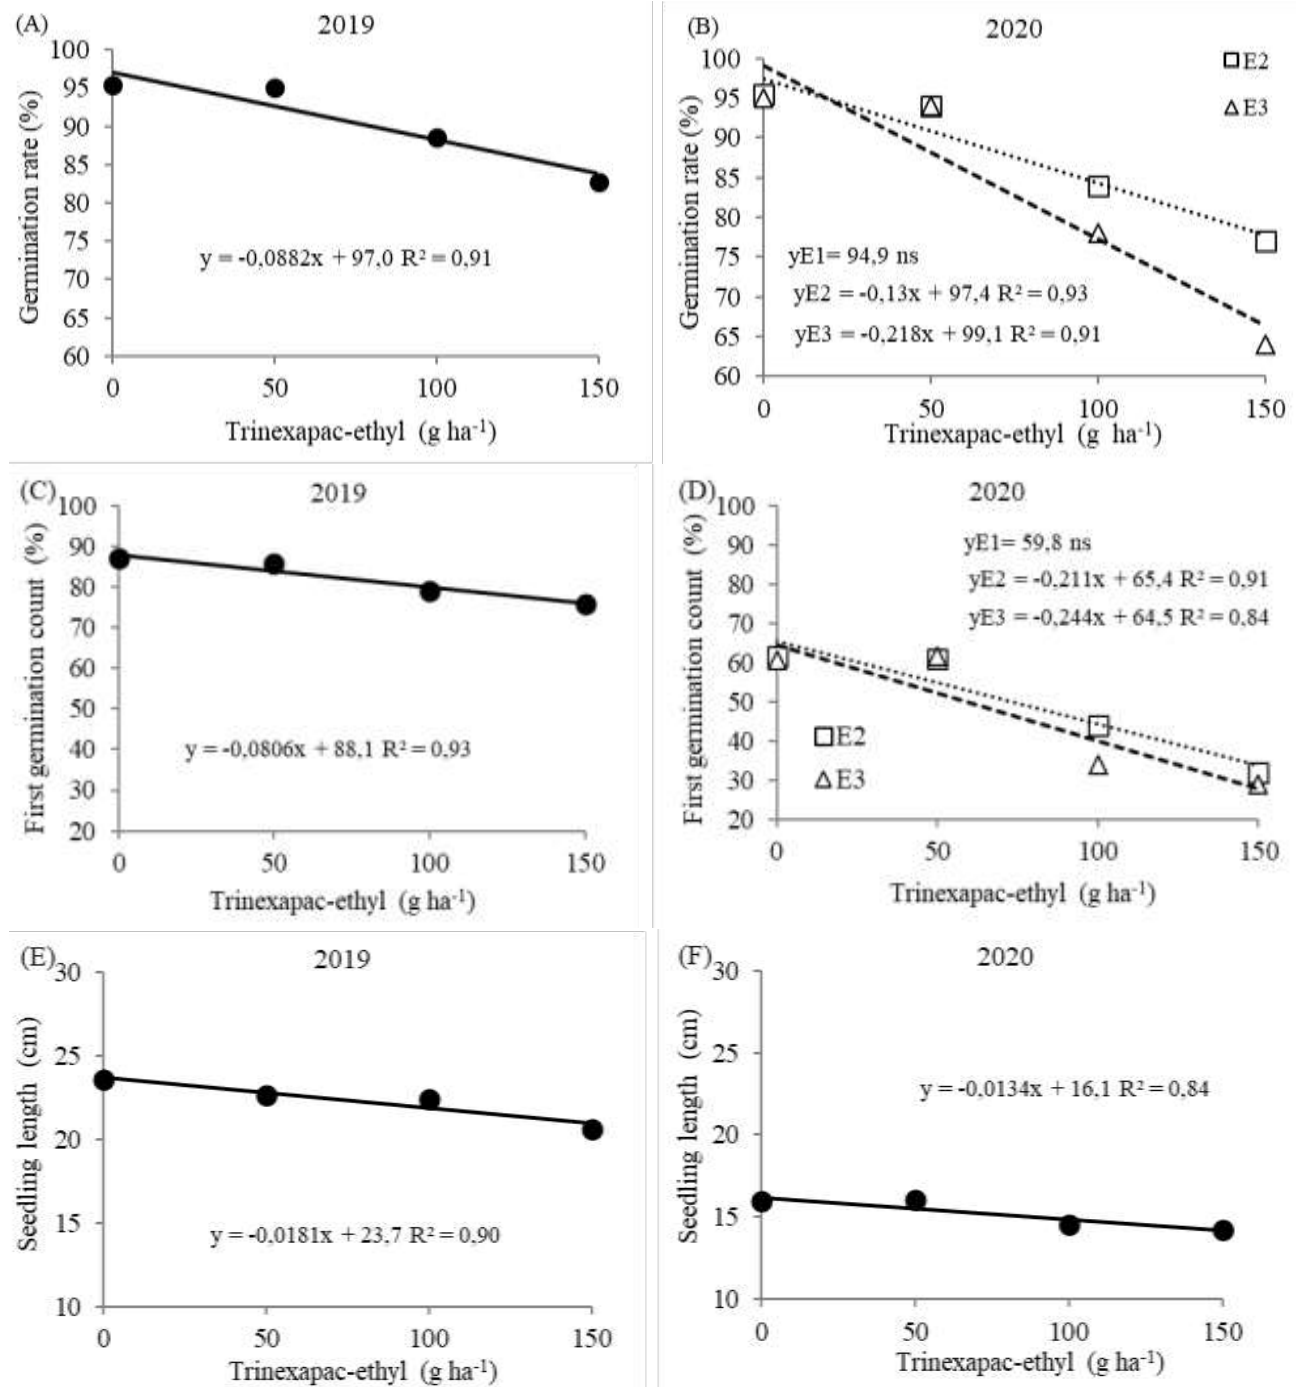 (A)
2019
Germination rate (%)
100
95
90
85
80
75
70
65
60
y = -0,0882x + 97,0 R² = 0,91
0 50 100 150
Trinexapac-ethyl (g ha⁻¹)
(B)
2020
Germination rate (%)
100
95
90
85
80
75
70
65
60
E2
E3
yE1= 94,9 ns
yE2 = -0,13x + 97,4 R² = 0,93
yE3 = -0,218x + 99,1 R² = 0,91
0 50 100 150
Trinexapac-ethyl (g ha⁻¹)
(C)
2019
First germination count (%)
100
90
80
70
60
50
40
30
20
y = -0,0806x + 88,1 R² = 0,93
0 50 100 150
Trinexapac-ethyl (g ha⁻¹)
(D)
2020
First germination count (%)
100
90
80
70
60
50
40
30
20
yE1= 59,8 ns
yE2 = -0,211x + 65,4 R² = 0,91
yE3 = -0,244x + 64,5 R² = 0,84
E2
E3
0 50 100 150
Trinexapac-ethyl (g ha⁻¹)
(E)
2019
Seedling length (cm)
30
25
20
15
10
y = -0,0181x + 23,7 R² = 0,90
0 50 100 150
Trinexapac-ethyl (g ha⁻¹)
(F)
2020
Seedling length (cm)
30
25
20
15
10
y = -0,0134x + 16,1 R² = 0,84
0 50 100 150
Trinexapac-ethyl (g ha⁻¹)